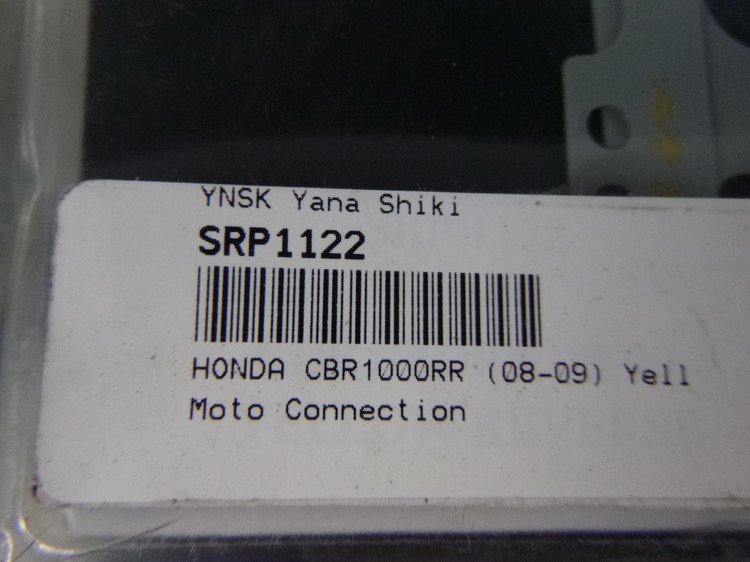 YNSK Yana Shiki
SRP1122
HONDA CBR1000RR (08-09) Yell
Moto Connection